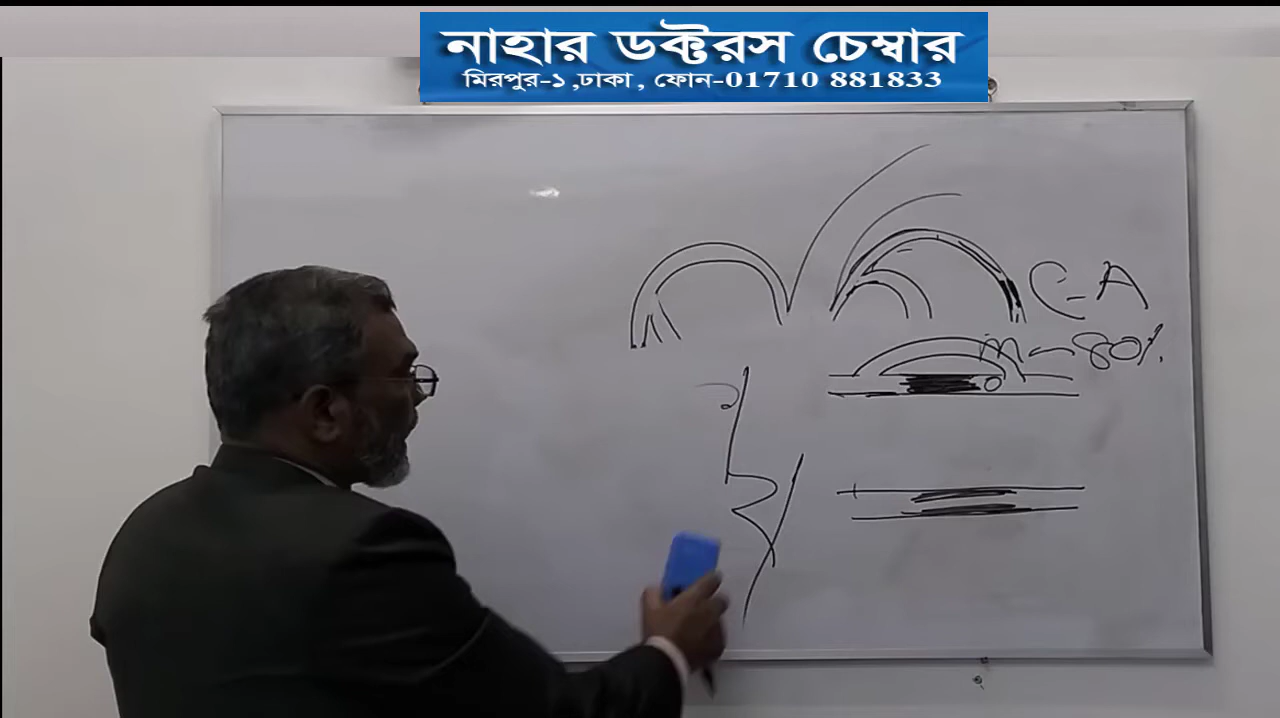 নাহার ডক্টরস চেম্বার
মিরপুর-১ ,ঢাকা , ফোন-01710 881833
C-A
m-80%